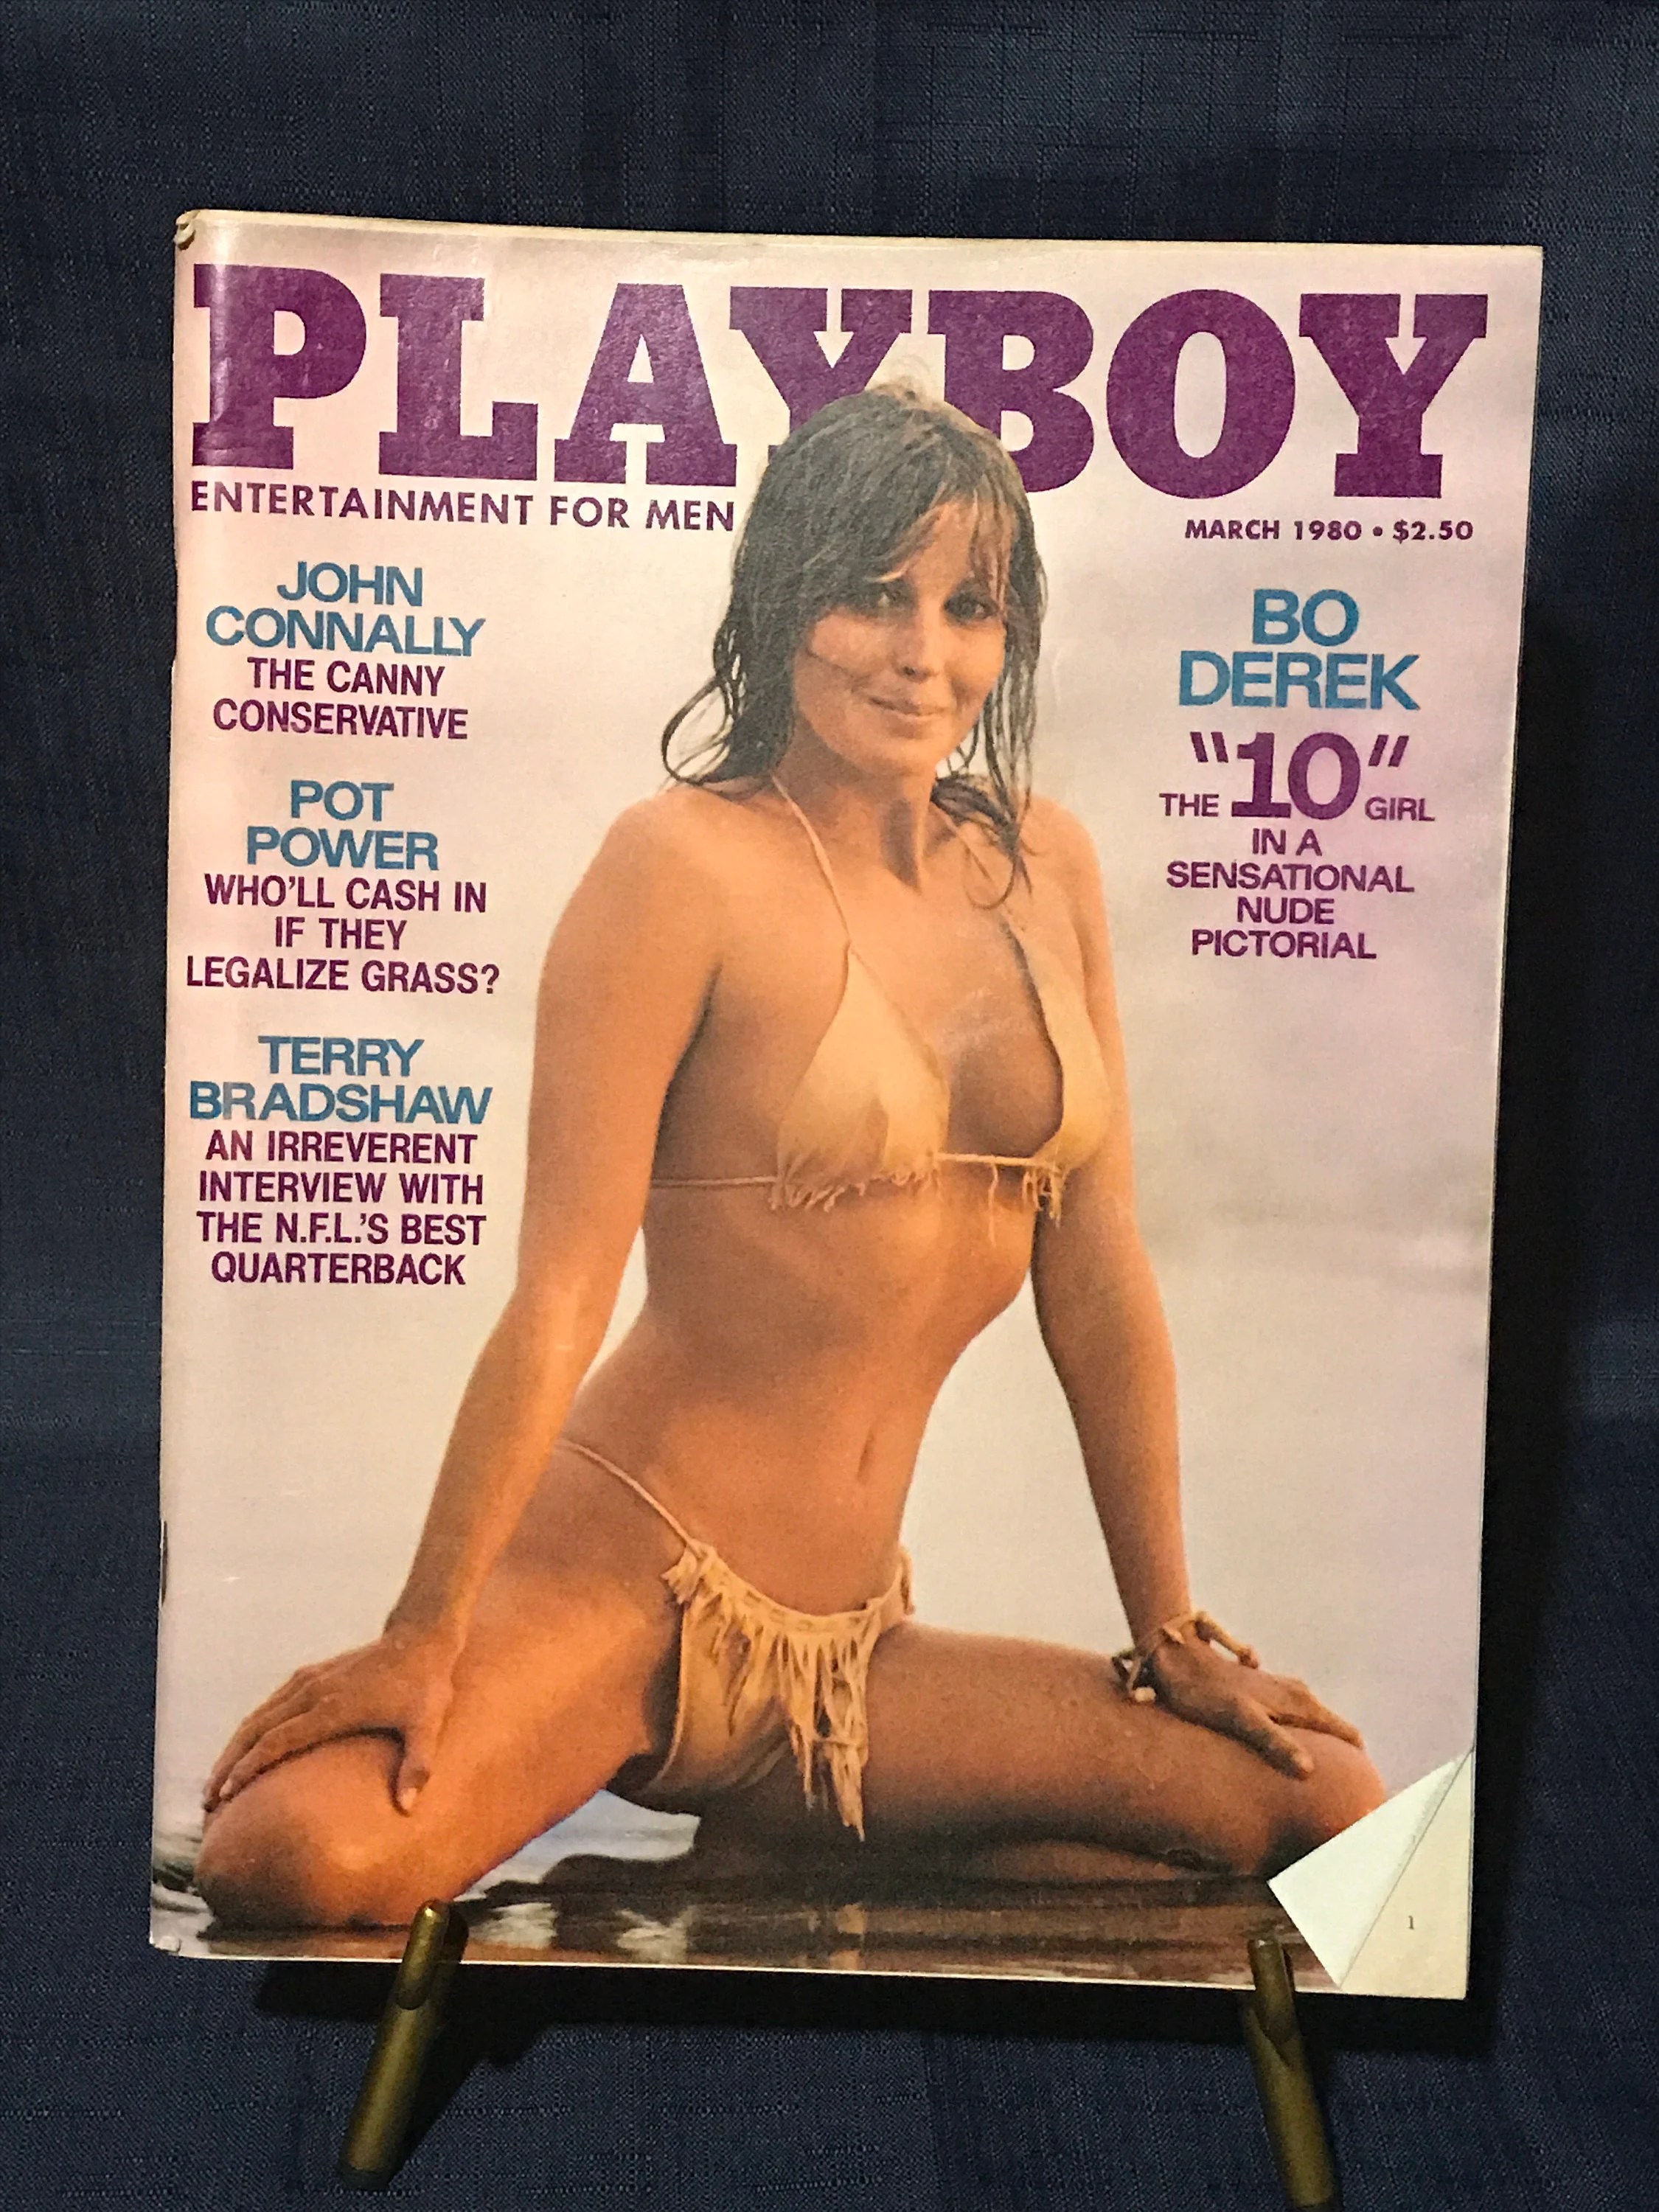 PLAYBOY
ENTERTAINMENT FOR MEN
MARCH 1980 • $2.50
JOHN
CONNALLY
THE CANNY
CONSERVATIVE
POT
POWER
WHO'LL CASH IN
IF THEY
LEGALIZE GRASS?
TERRY
BRADSHAW
AN IRREVERENT
INTERVIEW WITH
THE N.F.L.'S BEST
QUARTERBACK
BO
DEREK
THE "10" GIRL
IN A
SENSATIONAL
NUDE
PICTORIAL
1